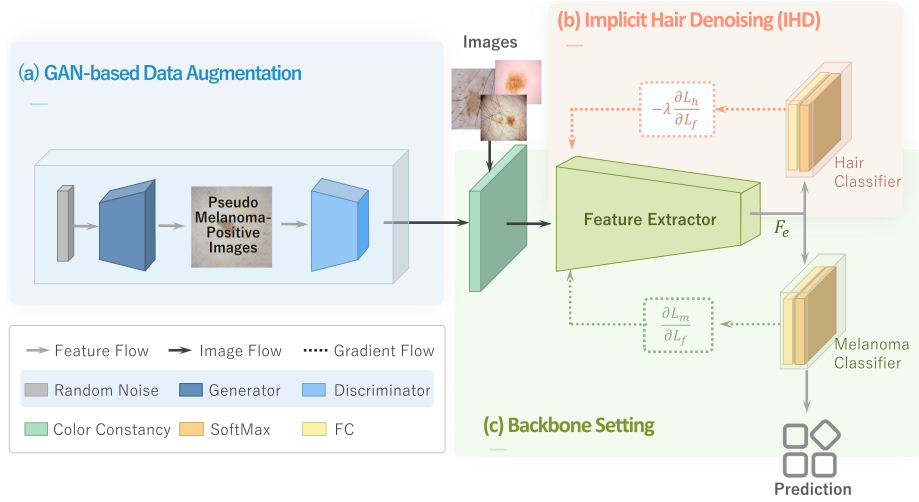 (a) GAN-based Data Augmentation
Images
(b) Implicit Hair Denoising (IHD)
−λ ∂L_h / ∂L_f
Hair
Classifier
Pseudo
Melanoma-
Positive
Images
Feature Extractor
F_e
∂L_m / ∂L_f
Melanoma
Classifier
Feature Flow
Image Flow
Gradient Flow
Random Noise
Generator
Discriminator
Color Constancy
SoftMax
FC
(c) Backbone Setting
Prediction